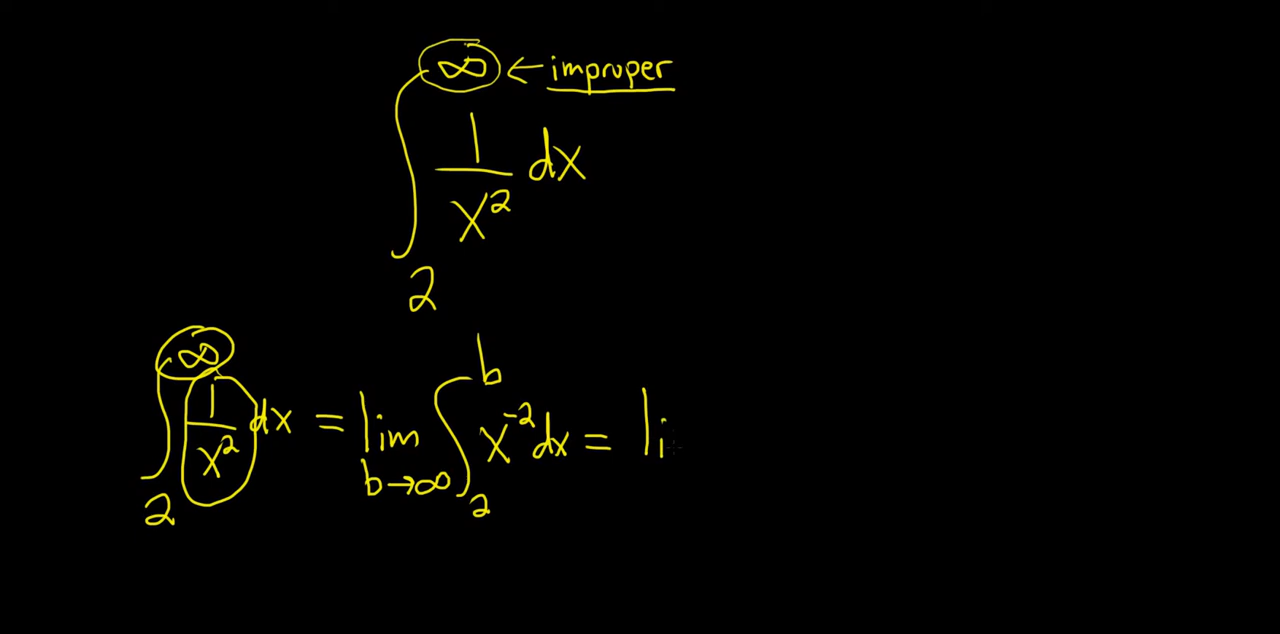 ∫₂^∞ 1/x² dx ← improper
∫₂^∞ 1/x² dx = lim b→∞ ∫₂^b x⁻² dx = li